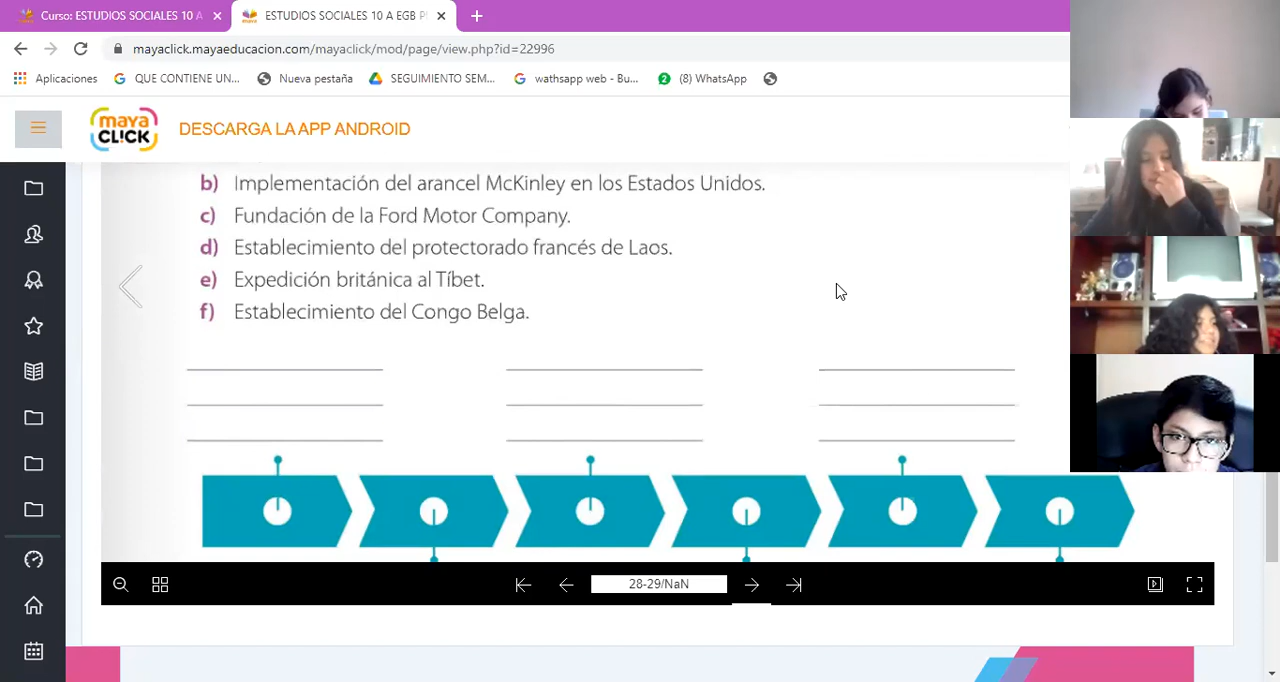 Curso: ESTUDIOS SOCIALES 10 A
ESTUDIOS SOCIALES 10 A EGB P
mayaclick.mayaeducacion.com/mayaclick/mod/page/view.php?id=22996
Aplicaciones
QUE CONTIENE UN...
Nueva pestaña
SEGUIMIENTO SEM...
wathsapp web - Bu...
2
(8) WhatsApp
maya
CLICK
DESCARGA LA APP ANDROID
b) Implementación del arancel McKinley en los Estados Unidos.
c) Fundación de la Ford Motor Company.
d) Establecimiento del protectorado francés de Laos.
e) Expedición británica al Tíbet.
f) Establecimiento del Congo Belga.
28-29/NaN